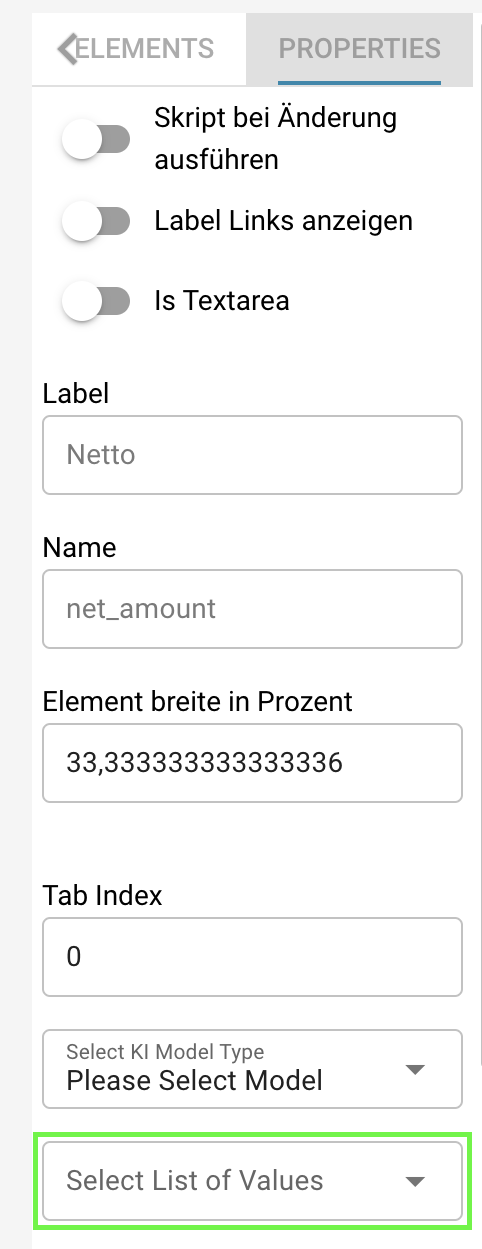 ELEMENTS
PROPERTIES
Skript bei Änderung
ausführen
Label Links anzeigen
Is Textarea
Label
Netto
Name
net_amount
Element breite in Prozent
33,333333333333336
Tab Index
0
Select KI Model Type
Please Select Model
Select List of Values